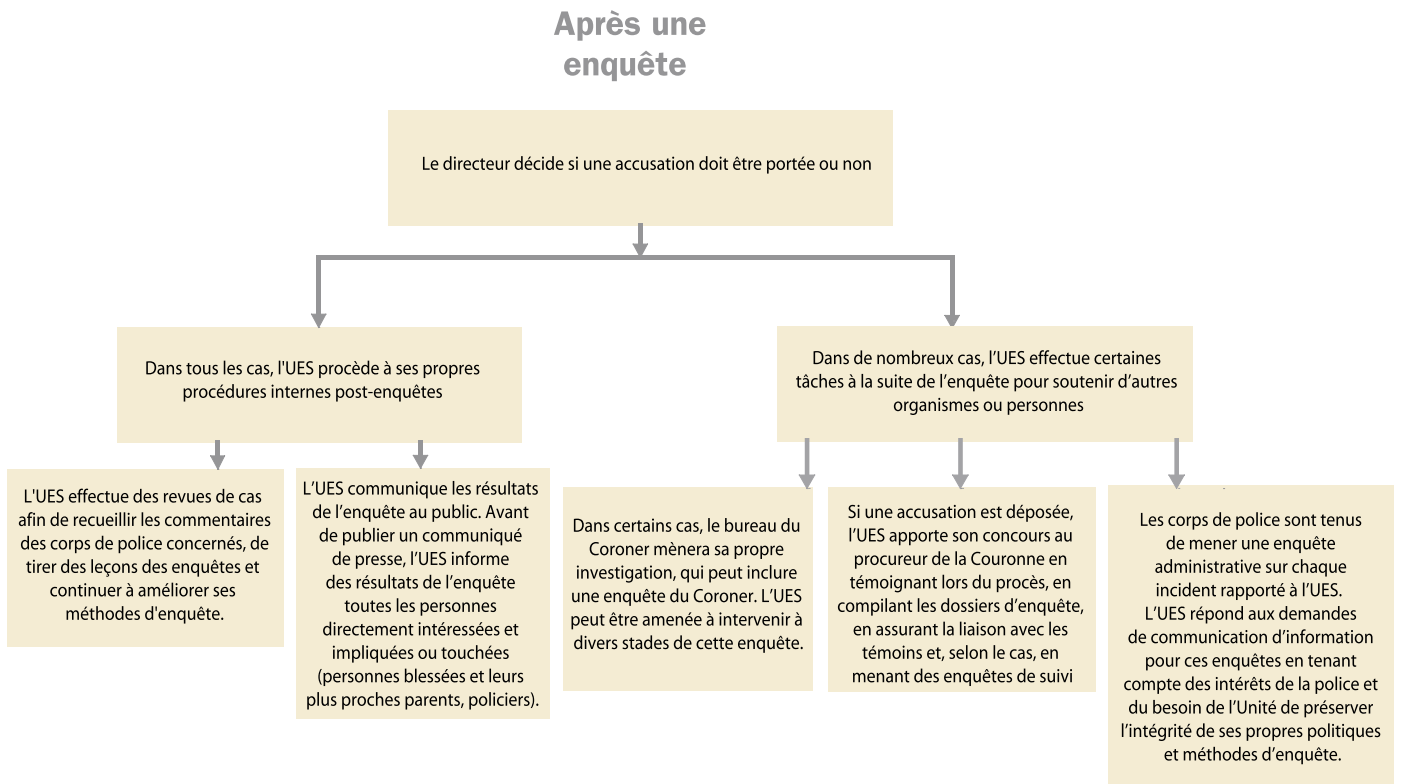 Après une
enquête
Le directeur décide si une accusation doit être portée ou non
Dans tous les cas, l'UES procède à ses propres
procédures internes post-enquêtes
Dans de nombreux cas, l’UES effectue certaines
tâches à la suite de l’enquête pour soutenir d’autres
organismes ou personnes
L'UES effectue des revues de cas
afin de recueillir les commentaires
des corps de police concernés, de
tirer des leçons des enquêtes et
continuer à améliorer ses
méthodes d'enquête.
L’UES communique les résultats
de l’enquête au public. Avant
de publier un communiqué
de presse, l’UES informe
des résultats de l’enquête
toutes les personnes
directement intéressées et
impliquées ou touchées
(personnes blessées et leurs
plus proches parents, policiers).
Dans certains cas, le bureau du
Coroner mènera sa propre
investigation, qui peut inclure
une enquête du Coroner. L’UES
peut être amenée à intervenir à
divers stades de cette enquête.
Si une accusation est déposée,
l’UES apporte son concours au
procureur de la Couronne en
témoignant lors du procès, en
compilant les dossiers d’enquête,
en assurant la liaison avec les
témoins et, selon le cas, en
menant des enquêtes de suivi
Les corps de police sont tenus
de mener une enquête
administrative sur chaque
incident rapporté à l’UES.
L’UES répond aux demandes
de communication d’information
pour ces enquêtes en tenant
compte des intérêts de la police et
du besoin de l’Unité de préserver
l’intégrité de ses propres politiques
et méthodes d’enquête.